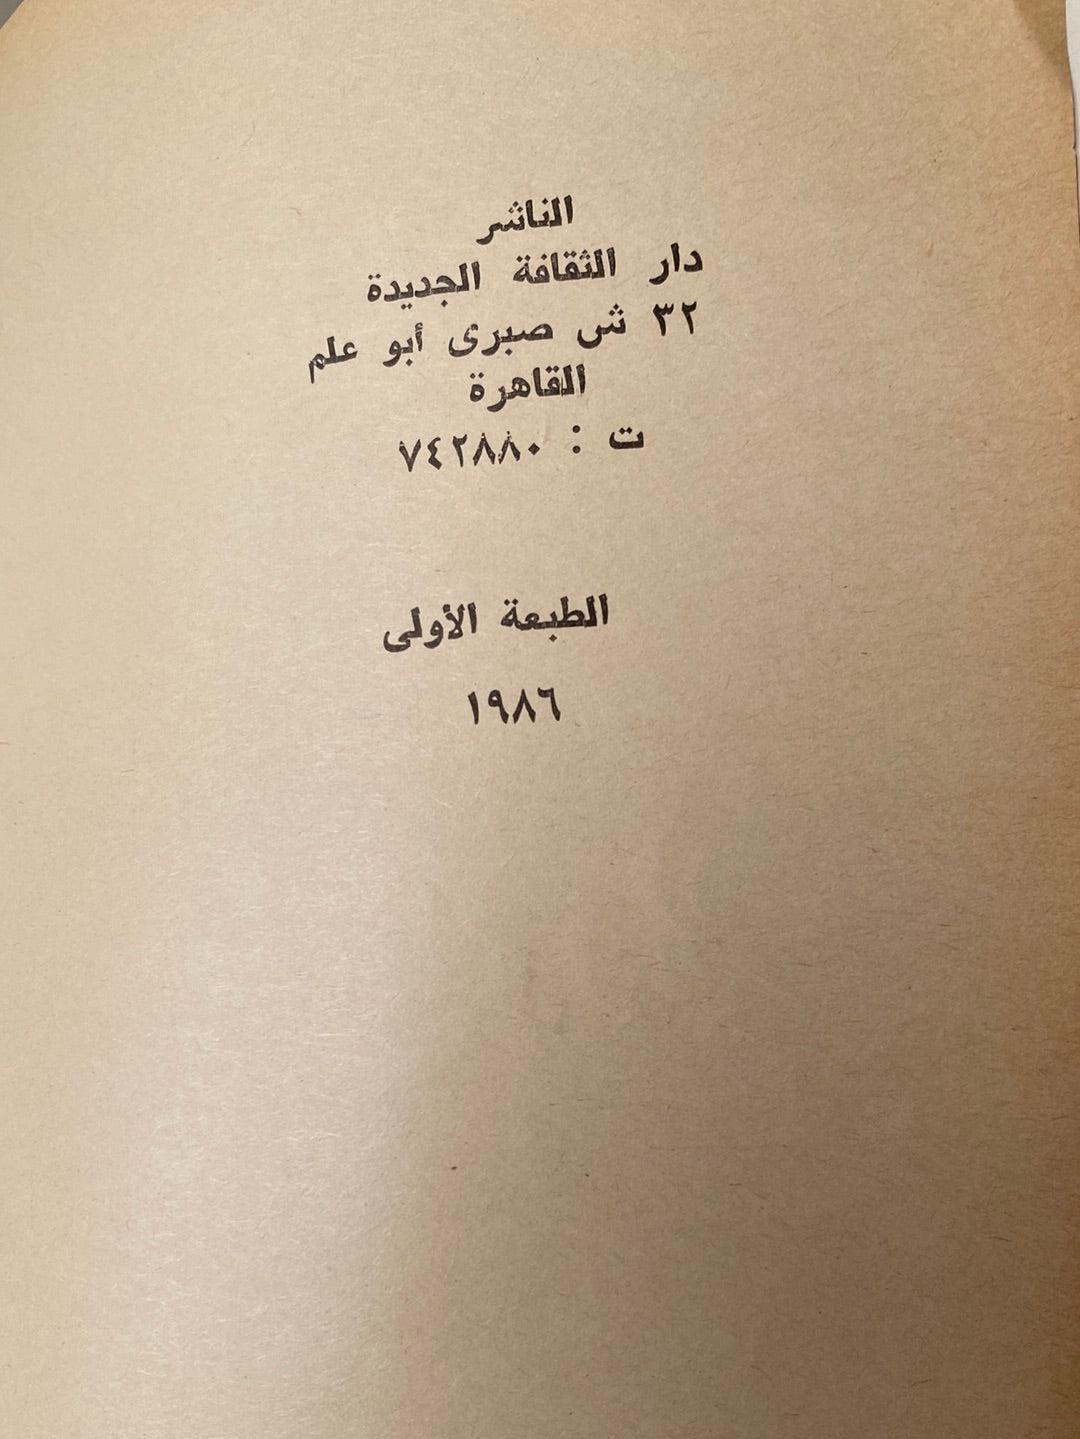 الناشر
دار الثقافة الجديدة
٣٢ ش صبرى أبو علم
القاهرة
ت : ٧٤٢٨٨٠
الطبعة الأولى
١٩٨٦